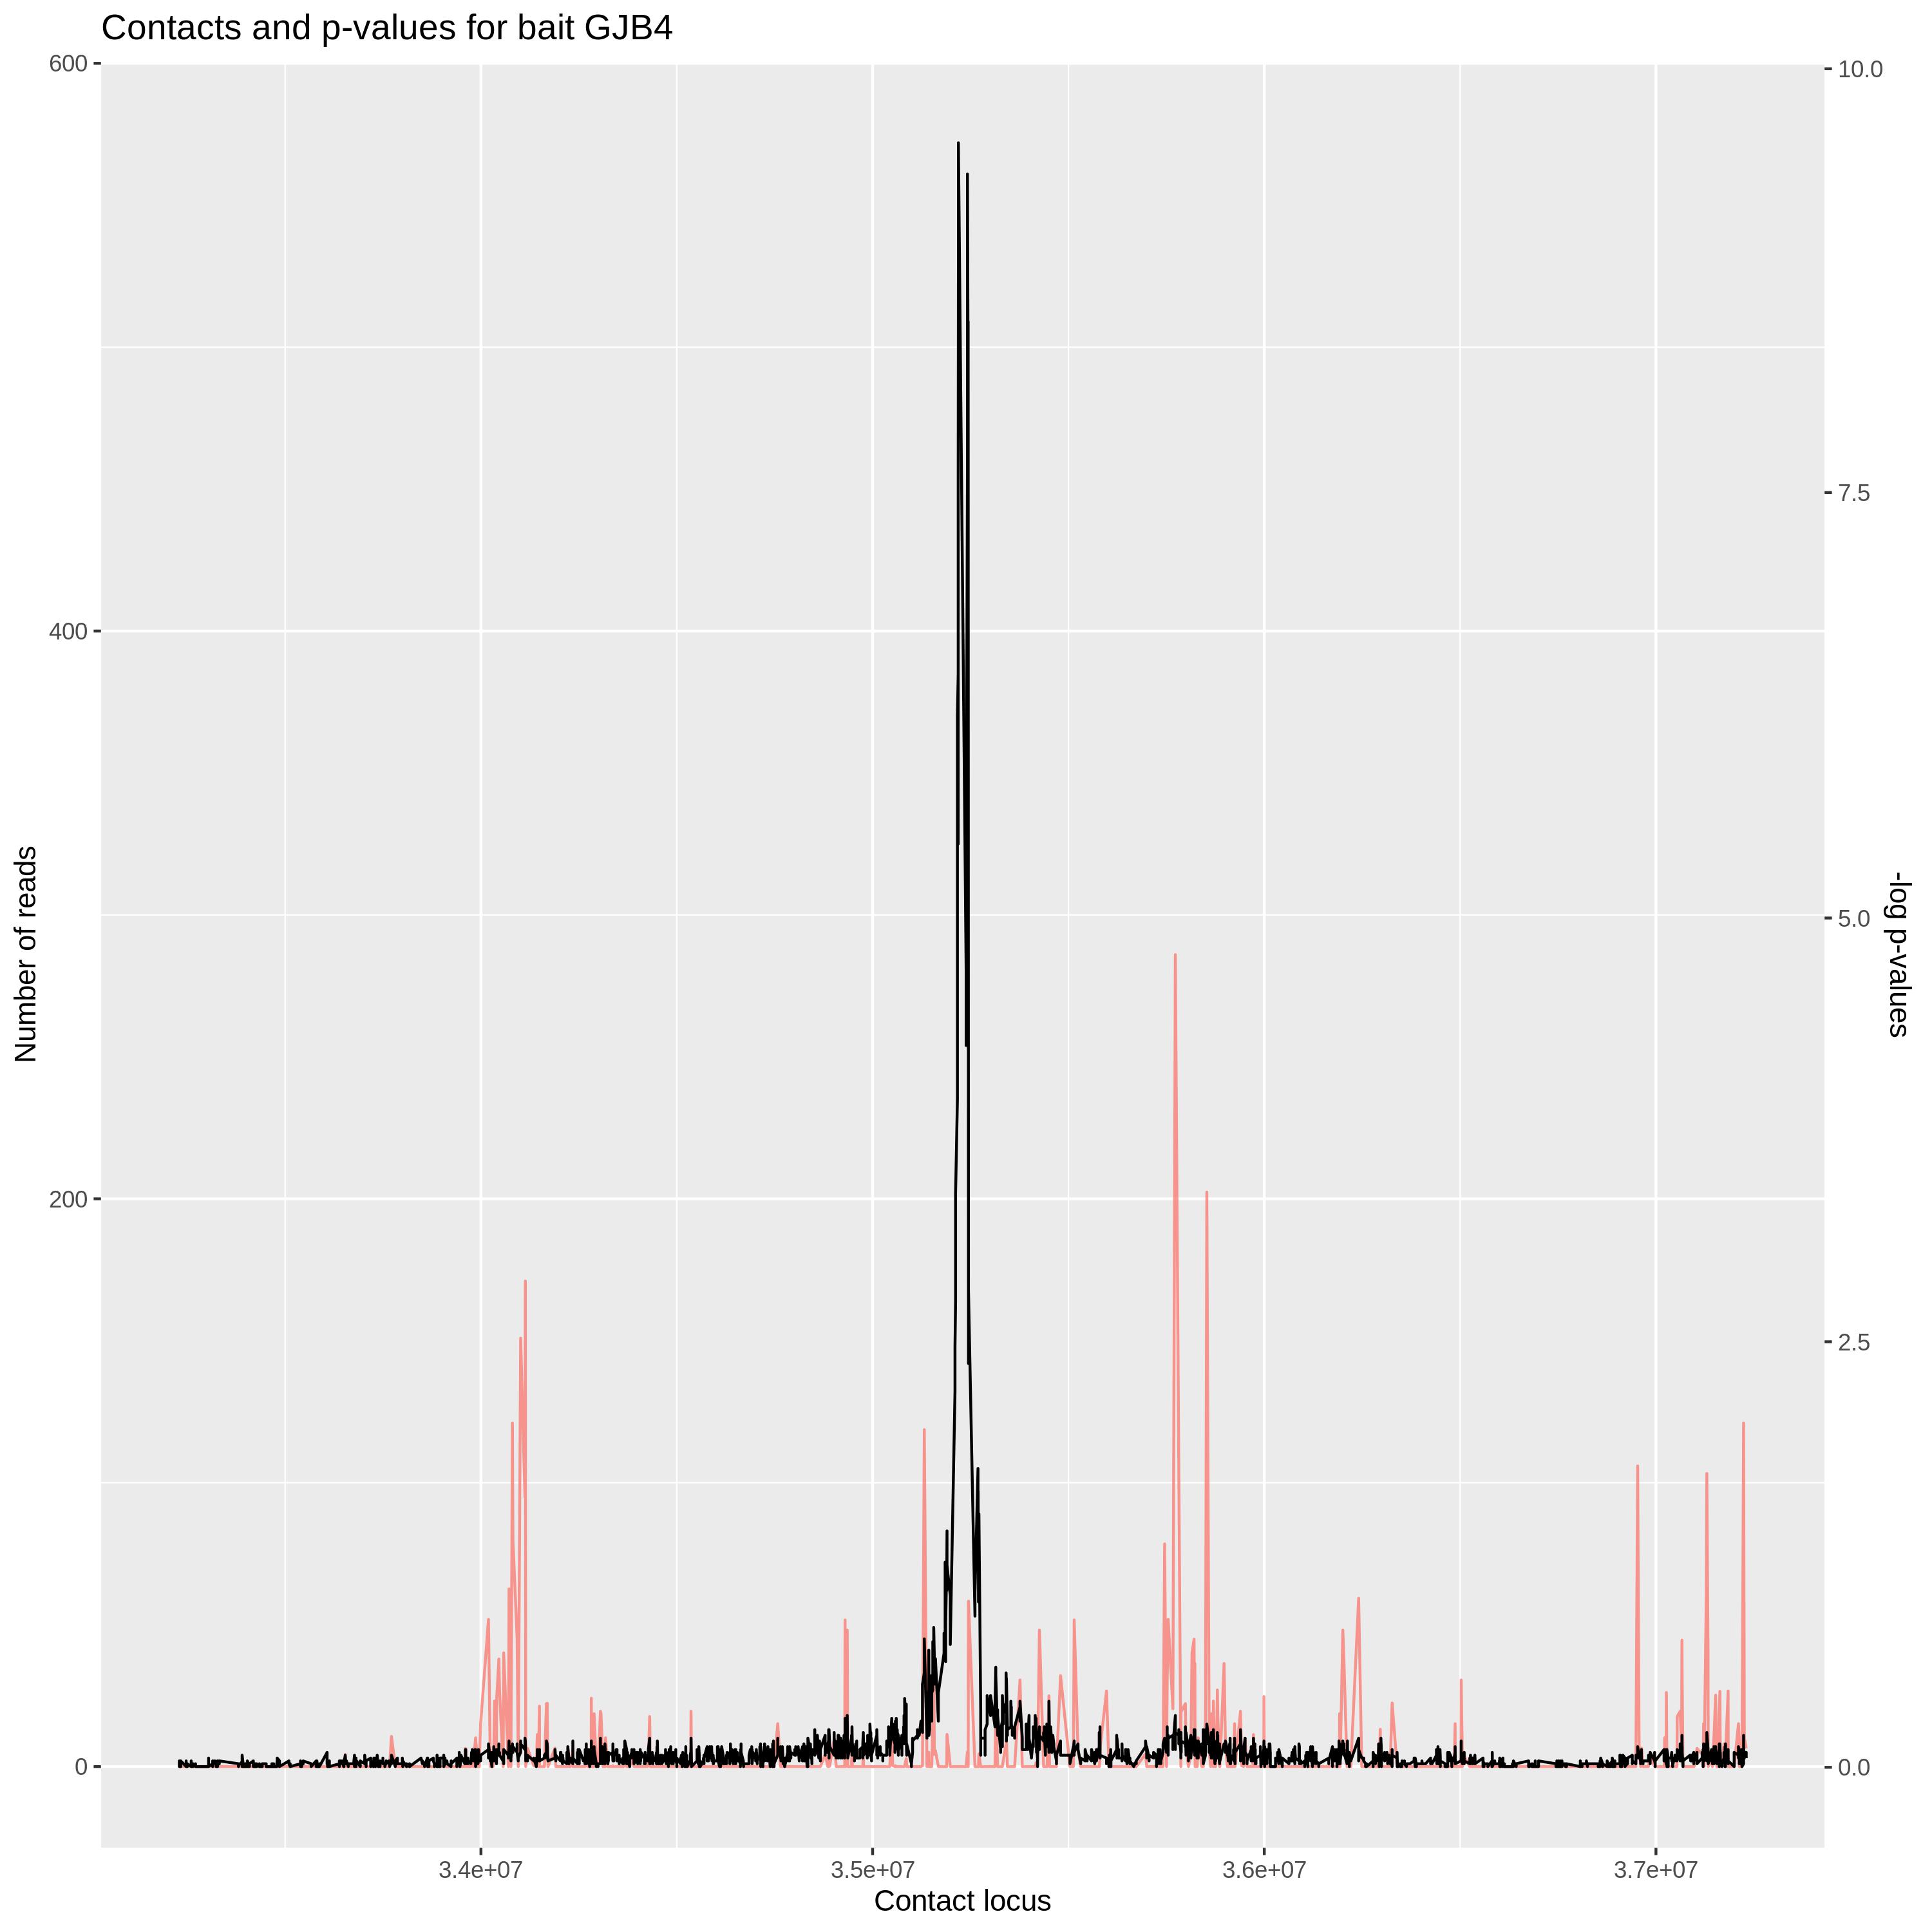 Contacts and p-values for bait GJB4
600
400
200
0
10.0
7.5
5.0
2.5
0.0
Number of reads
-log p-values
3.4e+07 3.5e+07 3.6e+07 3.7e+07
Contact locus